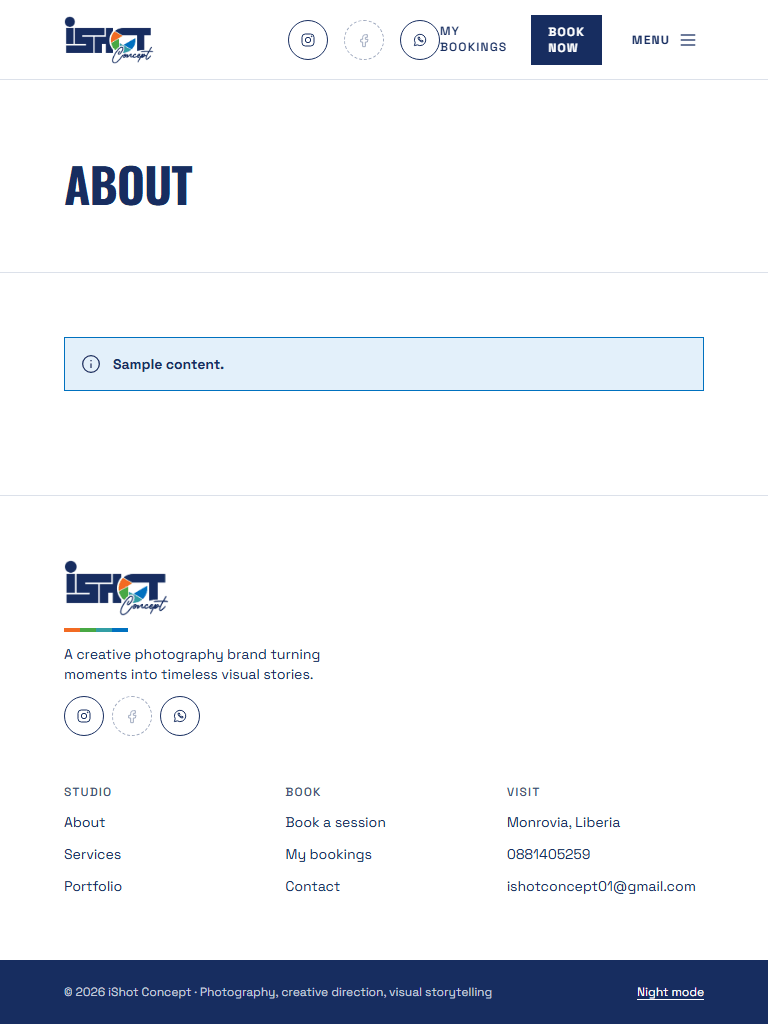 iSHOT
Concept
MY
BOOKINGS
BOOK
NOW
MENU
ABOUT
Sample content.
iSHOT
Concept
A creative photography brand turning
moments into timeless visual stories.
STUDIO
BOOK
VISIT
About
Book a session
Monrovia, Liberia
Services
My bookings
0881405259
Portfolio
Contact
ishotconcept01@gmail.com
© 2026 iShot Concept · Photography, creative direction, visual storytelling
Night mode